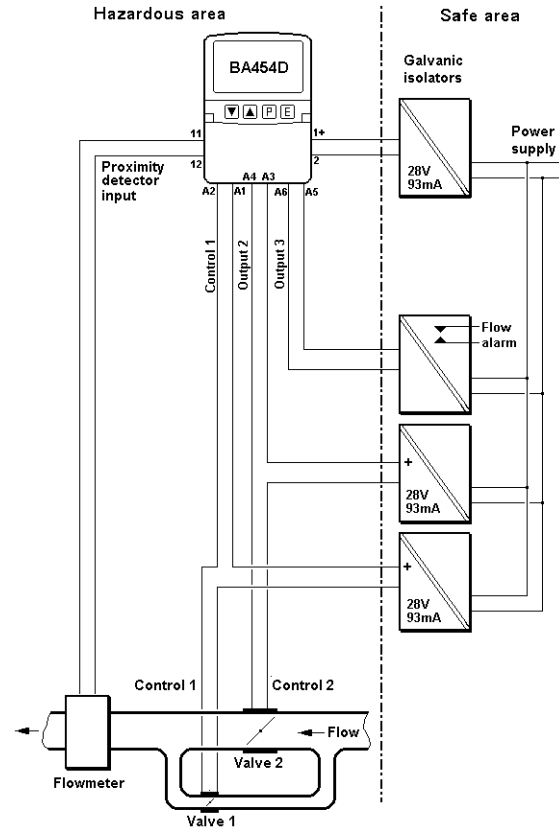 Hazardous area
Safe area
BA454D
P E
Galvanic
isolators
11
12
1+
2
Proximity
detector
input
A4 A3
A2 A1 A6 A5
Power
supply
28V
93mA
Control 1
Output 2
Output 3
Flow
alarm
+
28V
93mA
+
28V
93mA
Control 1
Control 2
Flow
Flowmeter
Valve 2
Valve 1